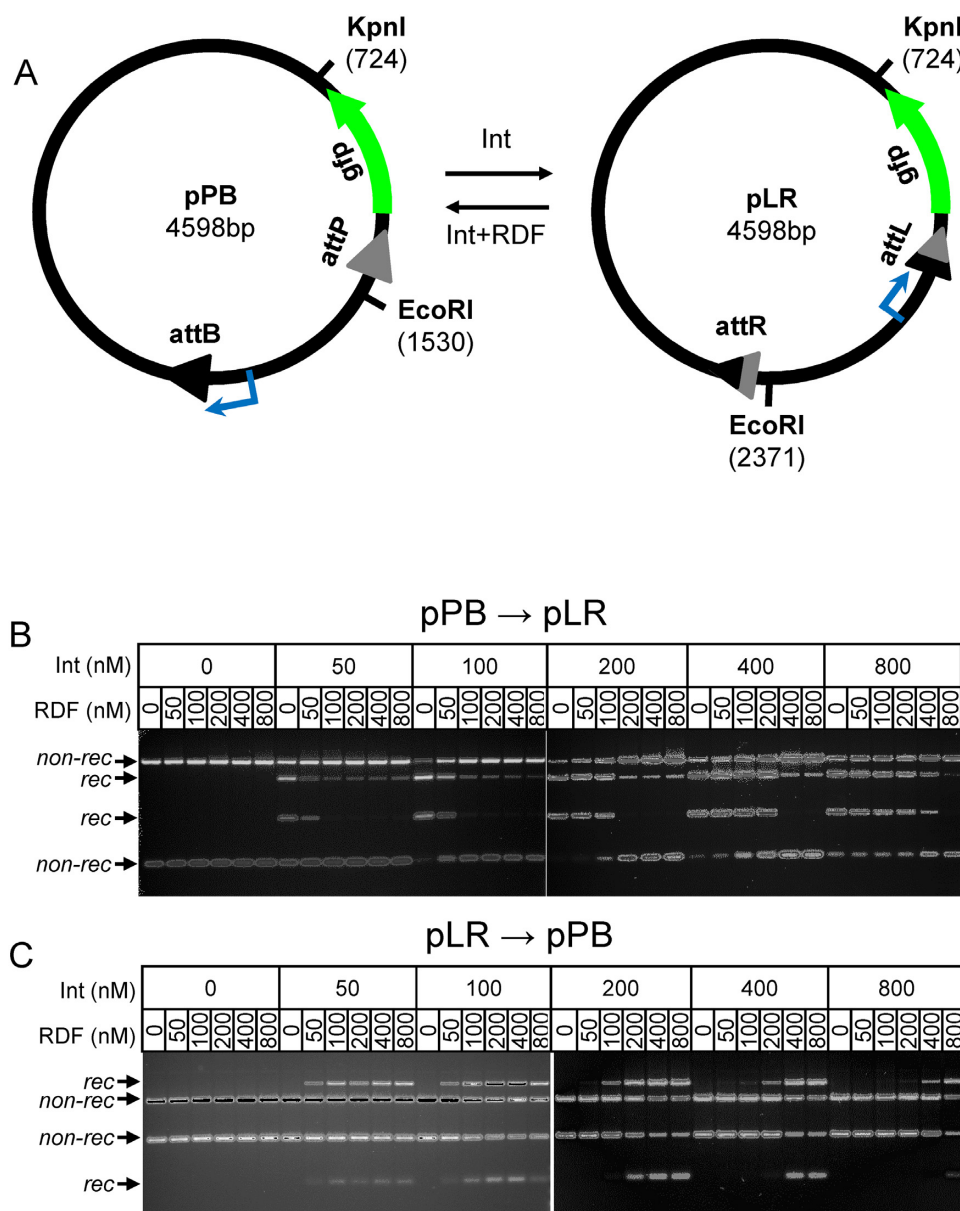 A
KpnI
(724)
gfp
pPB
4598bp
attP
EcoRI
(1530)
attB
Int
Int+RDF
KpnI
(724)
gfp
pLR
4598bp
attL
attR
EcoRI
(2371)
B
pPB → pLR
Int (nM) 0 50 100 200 400 800
RDF (nM) 0 50 100 200 400 800 0 50 100 200 400 800 0 50 100 200 400 800 0 50 100 200 400 800 0 50 100 200 400 800 0 50 100 200 400 800
non-rec
rec
rec
non-rec
C
pLR → pPB
Int (nM) 0 50 100 200 400 800
RDF (nM) 0 50 100 200 400 800 0 50 100 200 400 800 0 50 100 200 400 800 0 50 100 200 400 800 0 50 100 200 400 800 0 50 100 200 400 800
rec
non-rec
non-rec
rec